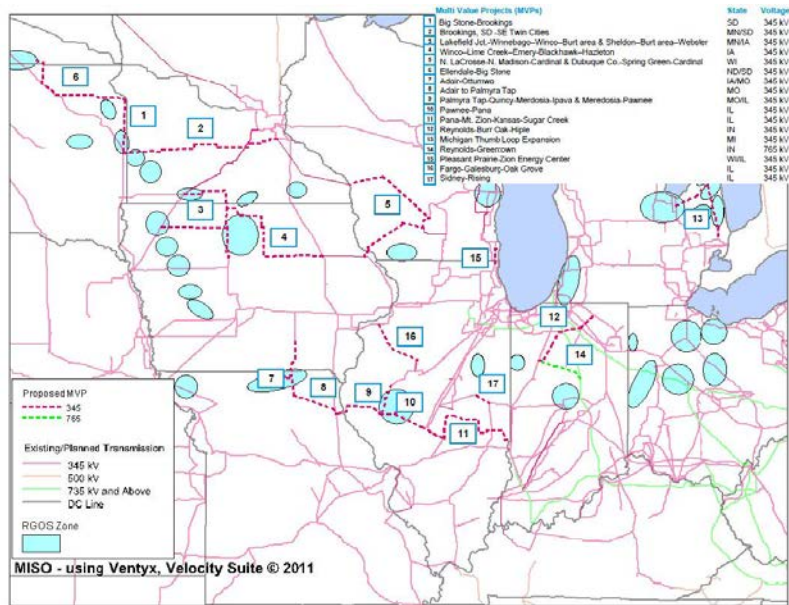 Multi Value Projects (MVPs) State Voltage
1 Big Stone-Brookings SD 345 kV
2 Brookings, SD -SE Twin Cities MN/SD 345 kV
3 Lakefield Jct.-Winnebago-Winco-Burt area & Sheldon-Burt area-Webster MN/IA 345 kV
4 Winco-Lime Creek-Emery-Blackhawk-Hazleton IA 345 kV
5 N. LaCrosse-N. Madison-Cardinal & Dubuque Co.-Spring Green-Cardinal WI 345 kV
6 Ellendale-Big Stone ND/SD 345 kV
7 Adair-Ottumwa IA/MO 345 kV
8 Adair to Palmyra Tap MO 345 kV
9 Palmyra Tap-Quincy-Merdosia-Ipava & Meredosia-Pawnee MO/IL 345 kV
10 Pawnee-Pana IL 345 kV
11 Pana-Mt. Zion-Kansas-Sugar Creek IL 345 kV
12 Reynolds-Burr Oak-Hiple IN 345 kV
13 Michigan Thumb Loop Expansion MI 345 kV
14 Reynolds-Greentown IN 765 kV
15 Pleasant Prairie-Zion Energy Center WI/IL 345 kV
16 Fargo-Galesburg-Oak Grove IL 345 kV
17 Sidney-Rising IL 345 kV
6
1
2
3
4
5
13
15
12
16
14
7
8
9
10
17
11
Proposed MVP
345
765
Existing/Planned Transmission
345 kV
500 kV
735 kV and Above
DC Line
RGOS Zone
MISO - using Ventyx, Velocity Suite © 2011